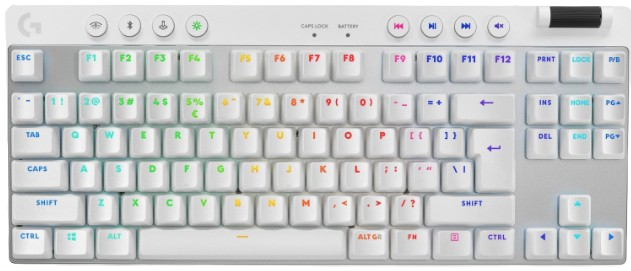 G
CAPS LOCK BATTERY
ESC F1 F2 F3 F4 F5 F6 F7 F8 F9 F10 F11 F12 PRNT LOCK P/B
1 ! 2 @ 3 # 4 $ 5 % € 6 ^ 7 & 8 * 9 ( 0 ) - _ = + ← INS HOME PG▲
TAB Q W E R T Y U I O P [ { ] } DEL END PG▼
CAPS A S D F G H J K L ; : ' " \ | ↵
SHIFT Z X C V B N M , < . > / ? SHIFT ▲
CTRL ALT ALT GR FN CTRL ◀ ▼ ▶